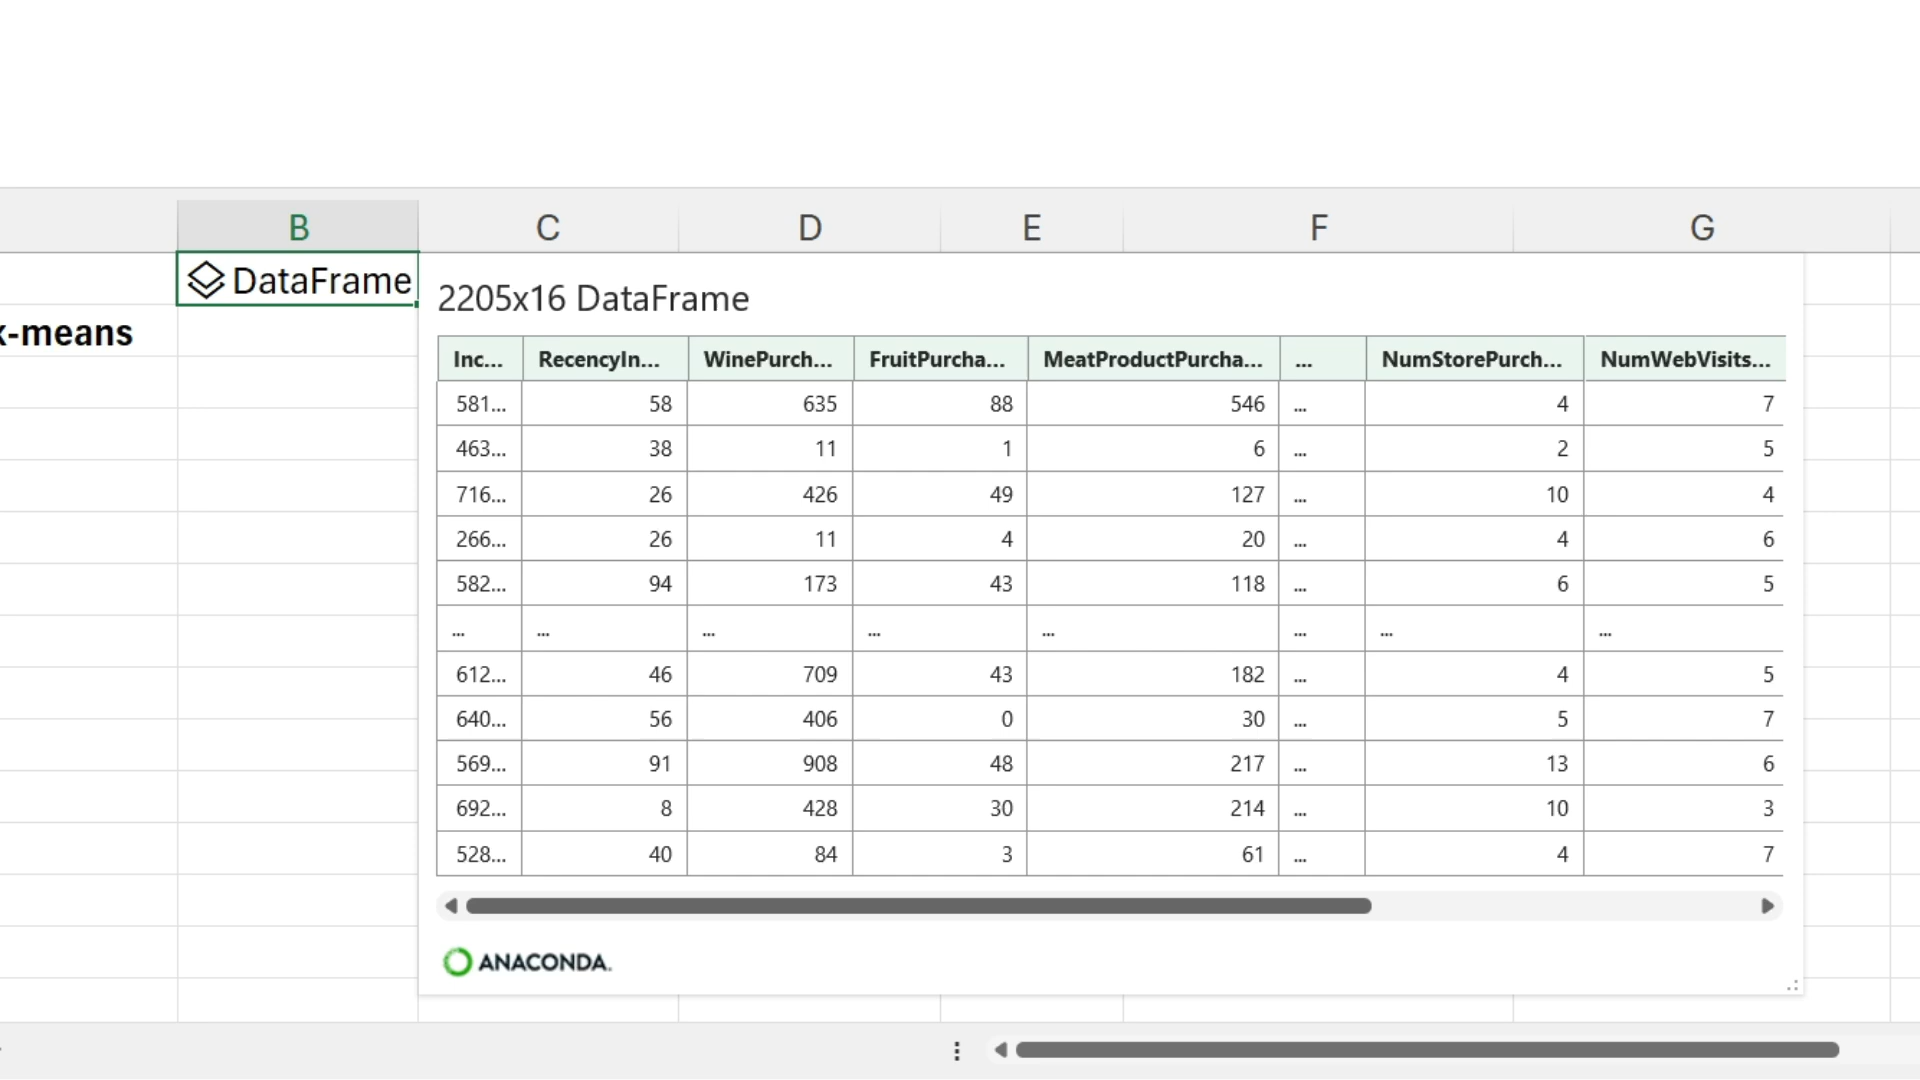 B C D E F G
DataFrame
2205x16 DataFrame
-means
Inc... RecencyIn... WinePurch... FruitPurcha... MeatProductPurcha... ... NumStorePurch... NumWebVisits...
581... 58 635 88 546 ... 4 7
463... 38 11 1 6 ... 2 5
716... 26 426 49 127 ... 10 4
266... 26 11 4 20 ... 4 6
582... 94 173 43 118 ... 6 5
... ... ... ... ... ... ... ...
612... 46 709 43 182 ... 4 5
640... 56 406 0 30 ... 5 7
569... 91 908 48 217 ... 13 6
692... 8 428 30 214 ... 10 3
528... 40 84 3 61 ... 4 7
ANACONDA.